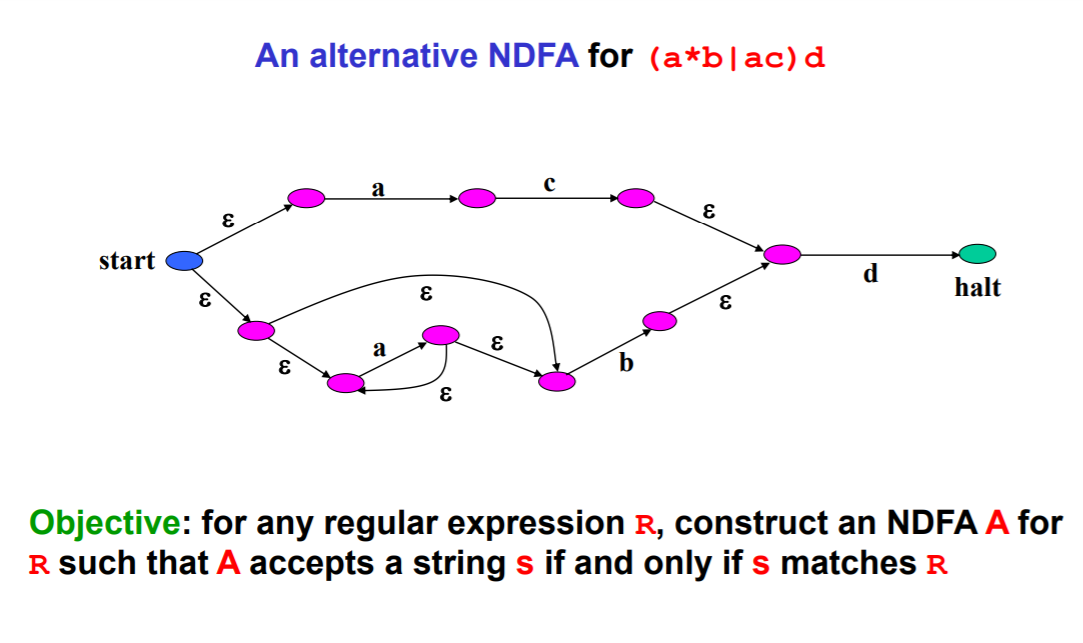 An alternative NDFA for (a*b|ac)d
a
c
ε
ε
start
d
halt
ε
ε
ε
a
ε
b
ε
ε
Objective: for any regular expression R, construct an NDFA A for
R such that A accepts a string s if and only if s matches R